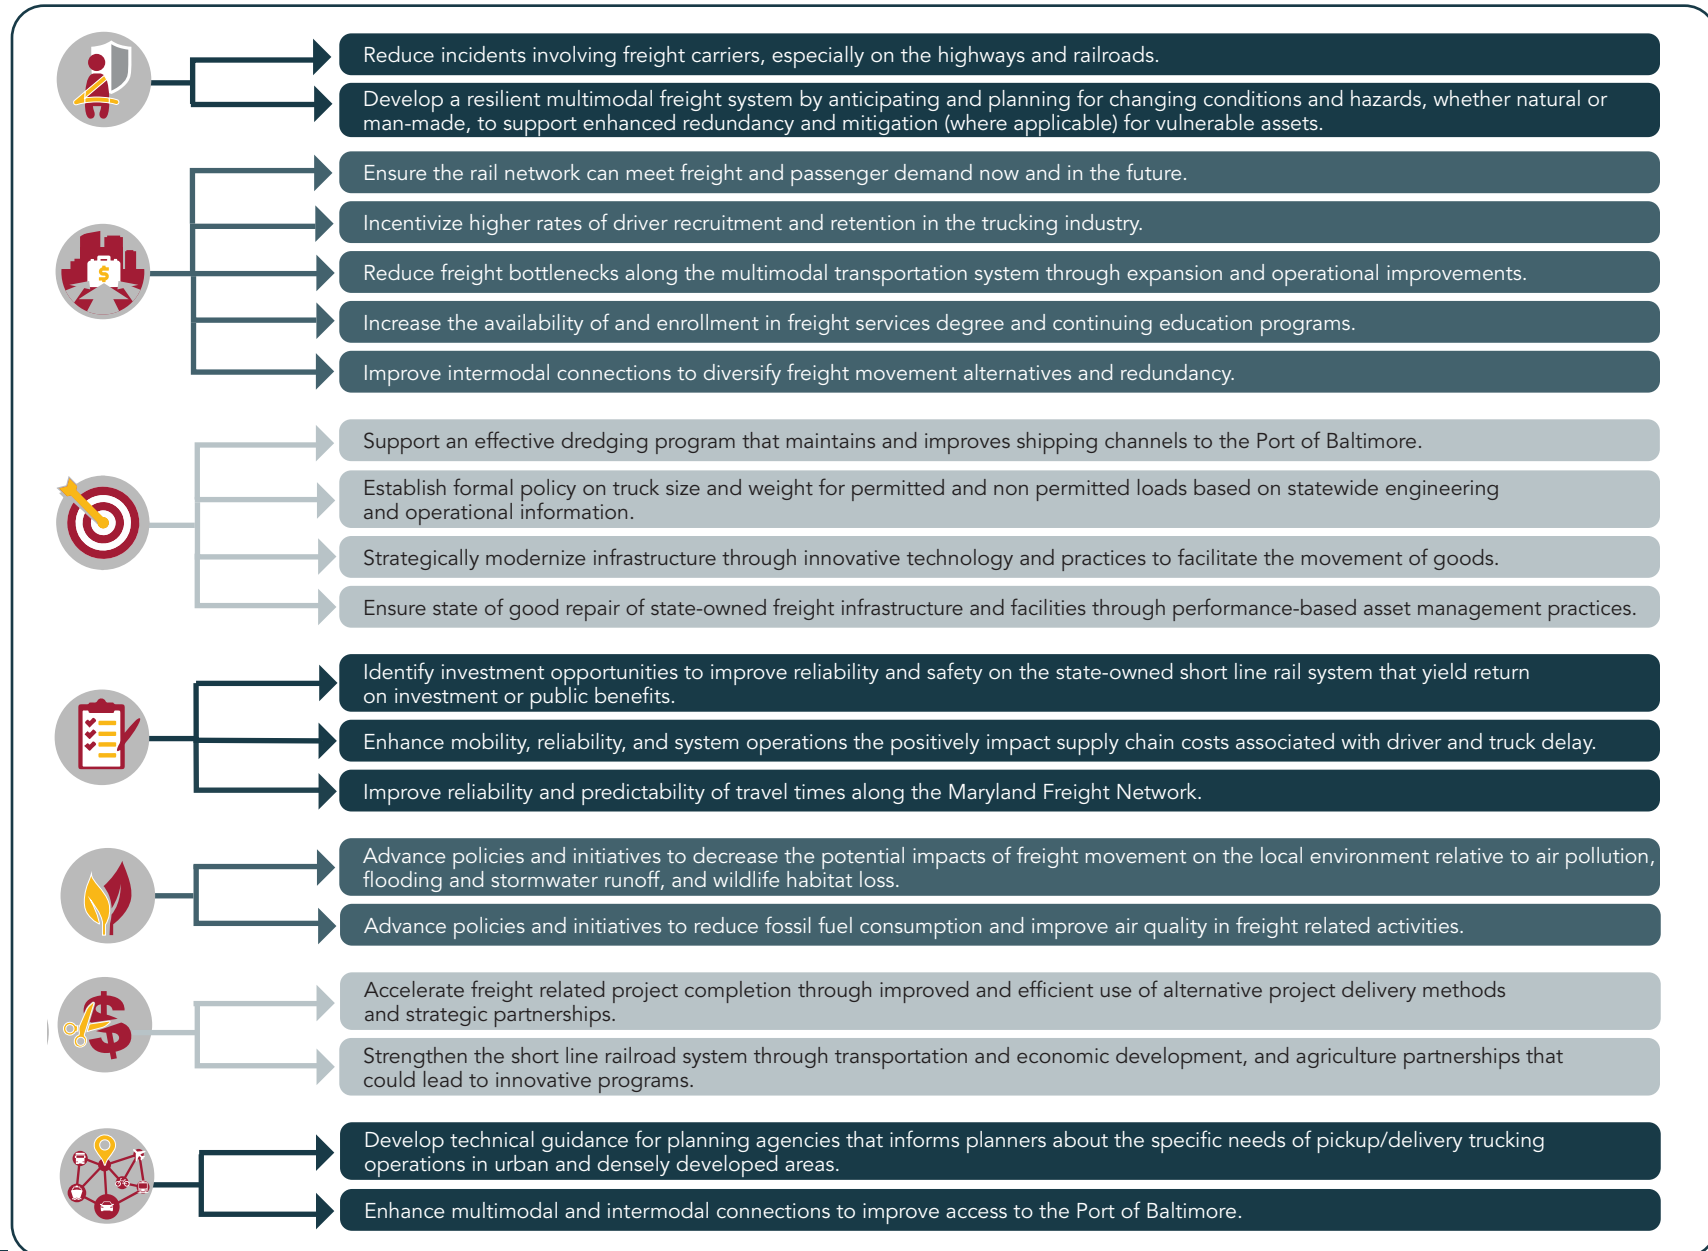 Reduce incidents involving freight carriers, especially on the highways and railroads.
Develop a resilient multimodal freight system by anticipating and planning for changing conditions and hazards, whether natural or
man-made, to support enhanced redundancy and mitigation (where applicable) for vulnerable assets.
Ensure the rail network can meet freight and passenger demand now and in the future.
Incentivize higher rates of driver recruitment and retention in the trucking industry.
Reduce freight bottlenecks along the multimodal transportation system through expansion and operational improvements.
Increase the availability of and enrollment in freight services degree and continuing education programs.
Improve intermodal connections to diversify freight movement alternatives and redundancy.
Support an effective dredging program that maintains and improves shipping channels to the Port of Baltimore.
Establish formal policy on truck size and weight for permitted and non permitted loads based on statewide engineering
and operational information.
Strategically modernize infrastructure through innovative technology and practices to facilitate the movement of goods.
Ensure state of good repair of state-owned freight infrastructure and facilities through performance-based asset management practices.
Identify investment opportunities to improve reliability and safety on the state-owned short line rail system that yield return
on investment or public benefits.
Enhance mobility, reliability, and system operations the positively impact supply chain costs associated with driver and truck delay.
Improve reliability and predictability of travel times along the Maryland Freight Network.
Advance policies and initiatives to decrease the potential impacts of freight movement on the local environment relative to air pollution,
flooding and stormwater runoff, and wildlife habitat loss.
Advance policies and initiatives to reduce fossil fuel consumption and improve air quality in freight related activities.
Accelerate freight related project completion through improved and efficient use of alternative project delivery methods
and strategic partnerships.
Strengthen the short line railroad system through transportation and economic development, and agriculture partnerships that
could lead to innovative programs.
Develop technical guidance for planning agencies that informs planners about the specific needs of pickup/delivery trucking
operations in urban and densely developed areas.
Enhance multimodal and intermodal connections to improve access to the Port of Baltimore.